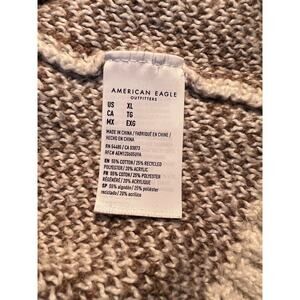 AMERICAN EAGLE
OUTFITTERS
US XL
CA TG
MX EXG
MADE IN CHINA / FABRIQUÉ EN CHINE /
HECHO EN CHINA
RN 54485 / CA 03873
EN 55% COTTON / 25% RECYCLED
POLYESTER / 20% ACRYLIC
FR 55% COTON / 25% POLYESTER
RÉGÉNÉRÉ / 20% ACRYLIQUE
SP 55% algodón / 25% poliéster
reciclado / 20% acrílico